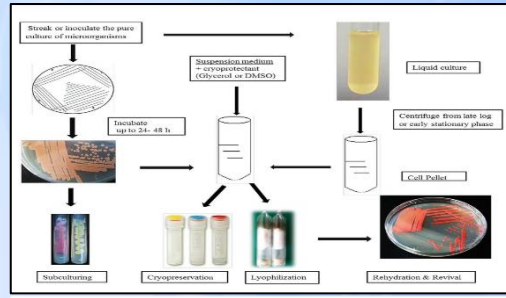 Streak or inoculate the pure
culture of microorganisms
Suspension medium
+ cryoprotectant
(Glycerol or DMSO)
Liquid culture
Incubate
up to 24- 48 h
Centrifuge from late log
or early stationary phase
Cell Pellet
Subculturing
Cryopreservation
Lyophilization
Rehydration & Revival